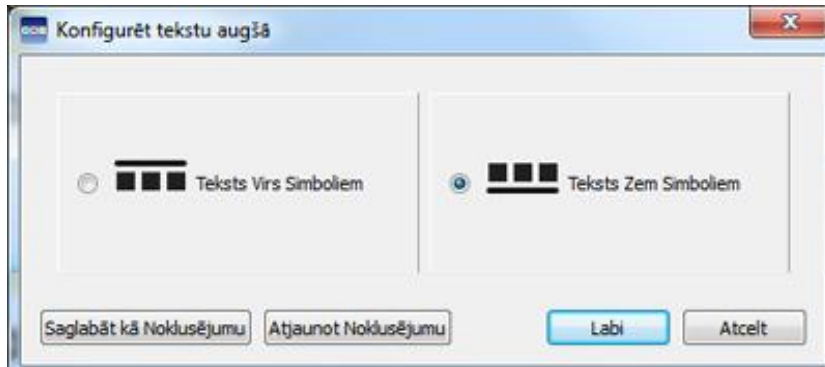 Konfigurēt tekstu augšā
Teksts Virs Simboliem
Teksts Zem Simboliem
Saglabāt kā Noklusējumu
Atjaunot Noklusējumu
Labi
Atcelt